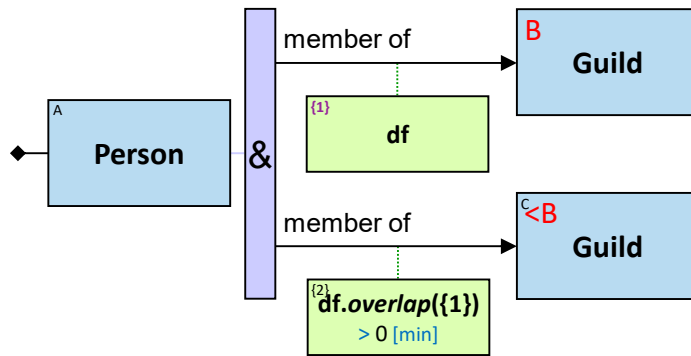 member of
B
Guild
{1}
df
A
Person
&
member of
C
<B
Guild
{2}
df.overlap({1})
> 0 [min]